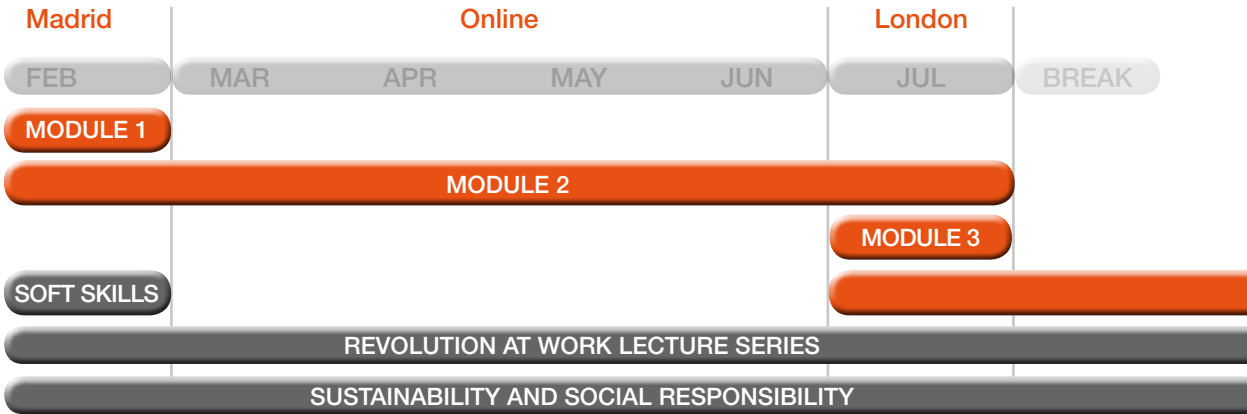 Madrid Online London
FEB MAR APR MAY JUN JUL BREAK
MODULE 1
MODULE 2
MODULE 3
SOFT SKILLS
REVOLUTION AT WORK LECTURE SERIES
SUSTAINABILITY AND SOCIAL RESPONSIBILITY